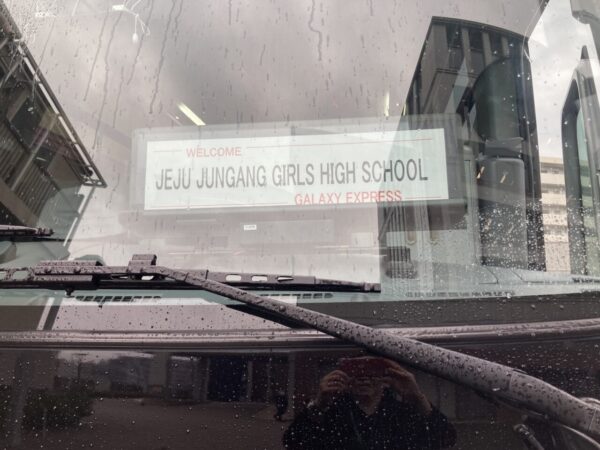 WELCOME
JEJU JUNGANG GIRLS HIGH SCHOOL
GALAXY EXPRESS